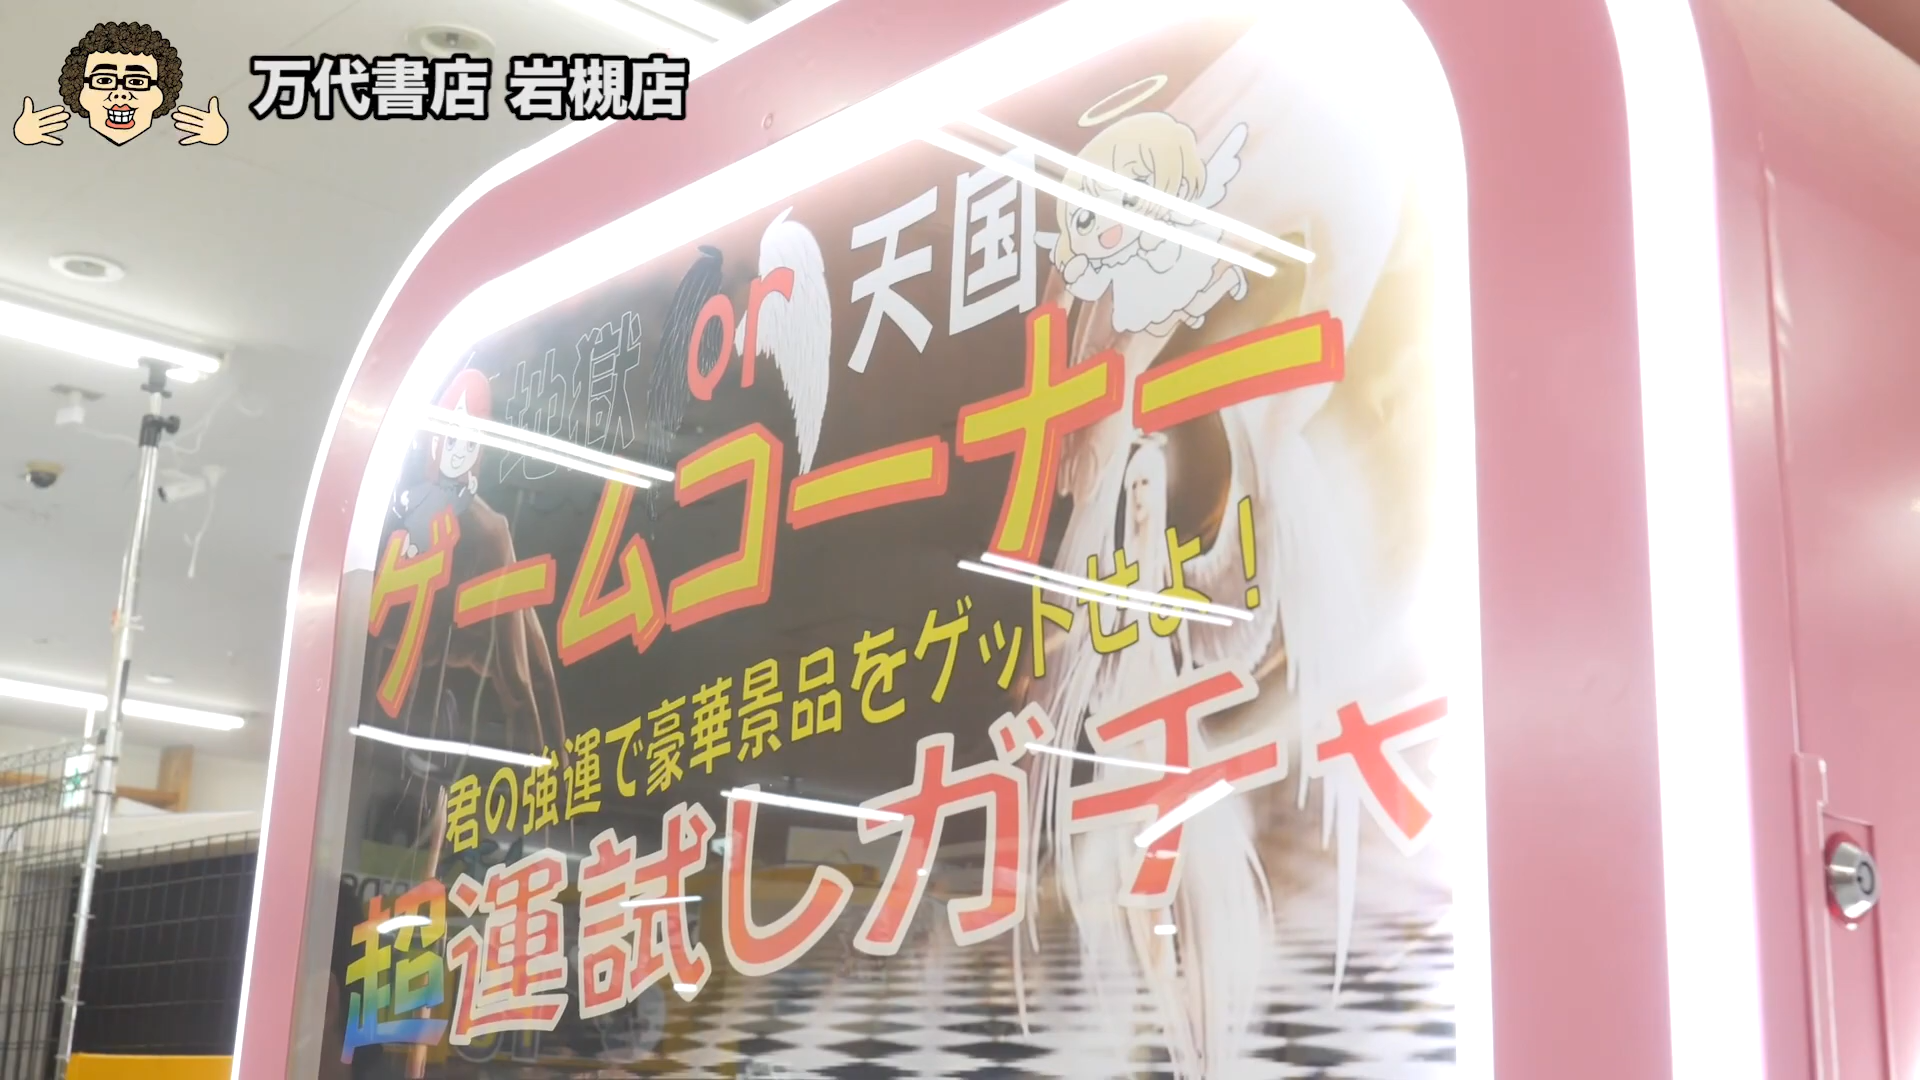 万代書店 岩槻店
地獄 or 天国
ゲームコーナー
君の強運で豪華景品をゲットせよ！
超運試しガチャ